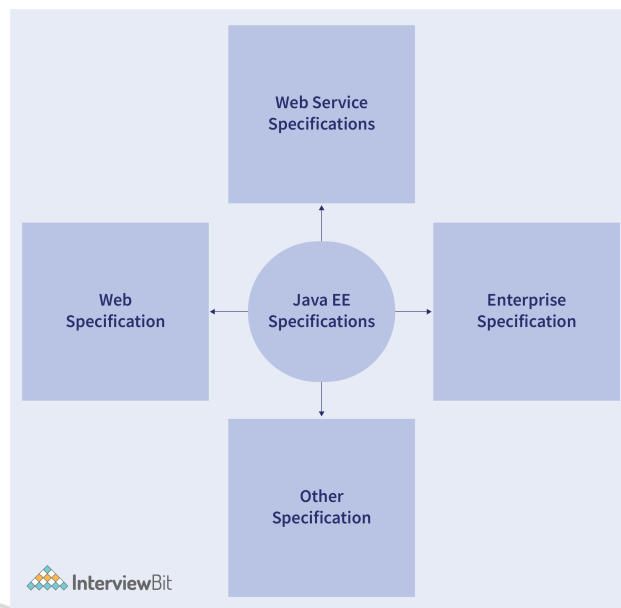 Web Service
Specifications
Web
Specification
Java EE
Specifications
Enterprise
Specification
Other
Specification
InterviewBit